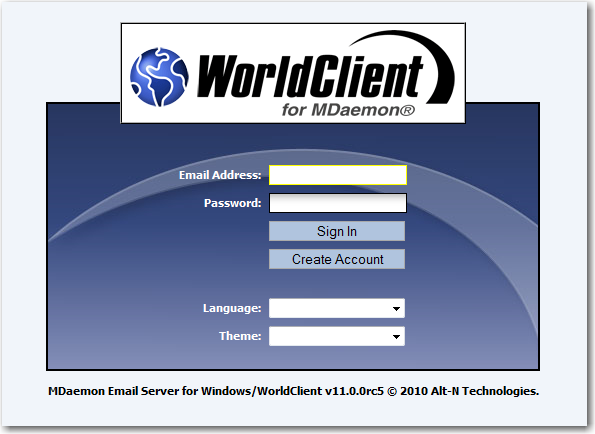 WorldClient
for MDaemon®
Email Address:
Password:
Sign In
Create Account
Language:
Theme:
MDaemon Email Server for Windows/WorldClient v11.0.0rc5 © 2010 Alt-N Technologies.